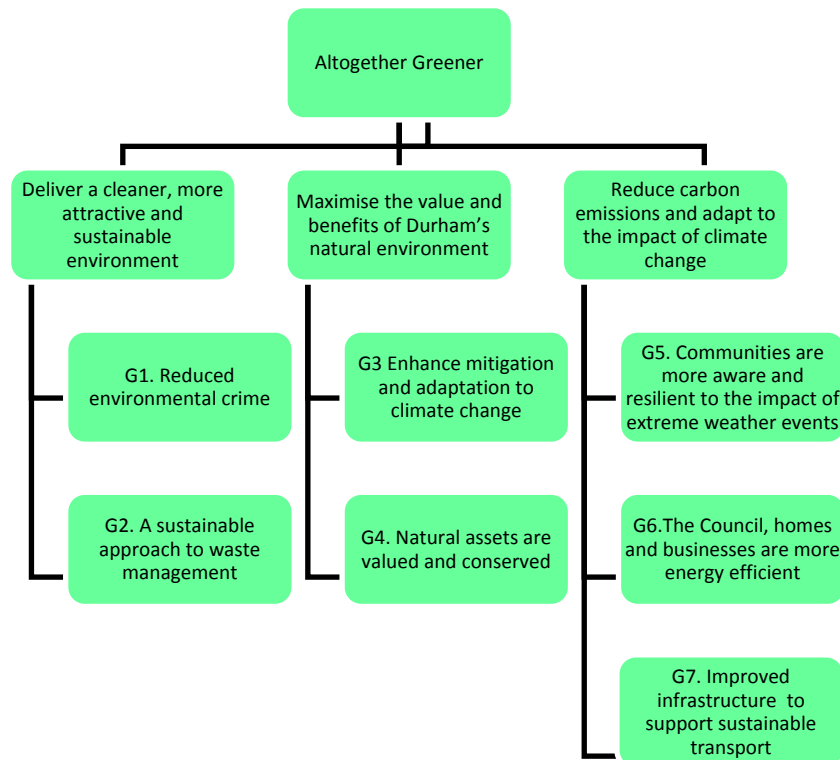 Altogether Greener
Deliver a cleaner, more
attractive and
sustainable
environment
Maximise the value and
benefits of Durham’s
natural environment
Reduce carbon
emissions and adapt to
the impact of climate
change
G1. Reduced
environmental crime
G3 Enhance mitigation
and adaptation to
climate change
G5. Communities are
more aware and
resilient to the impact of
extreme weather events
G2. A sustainable
approach to waste
management
G4. Natural assets are
valued and conserved
G6.The Council, homes
and businesses are more
energy efficient
G7. Improved
infrastructure  to
support sustainable
transport